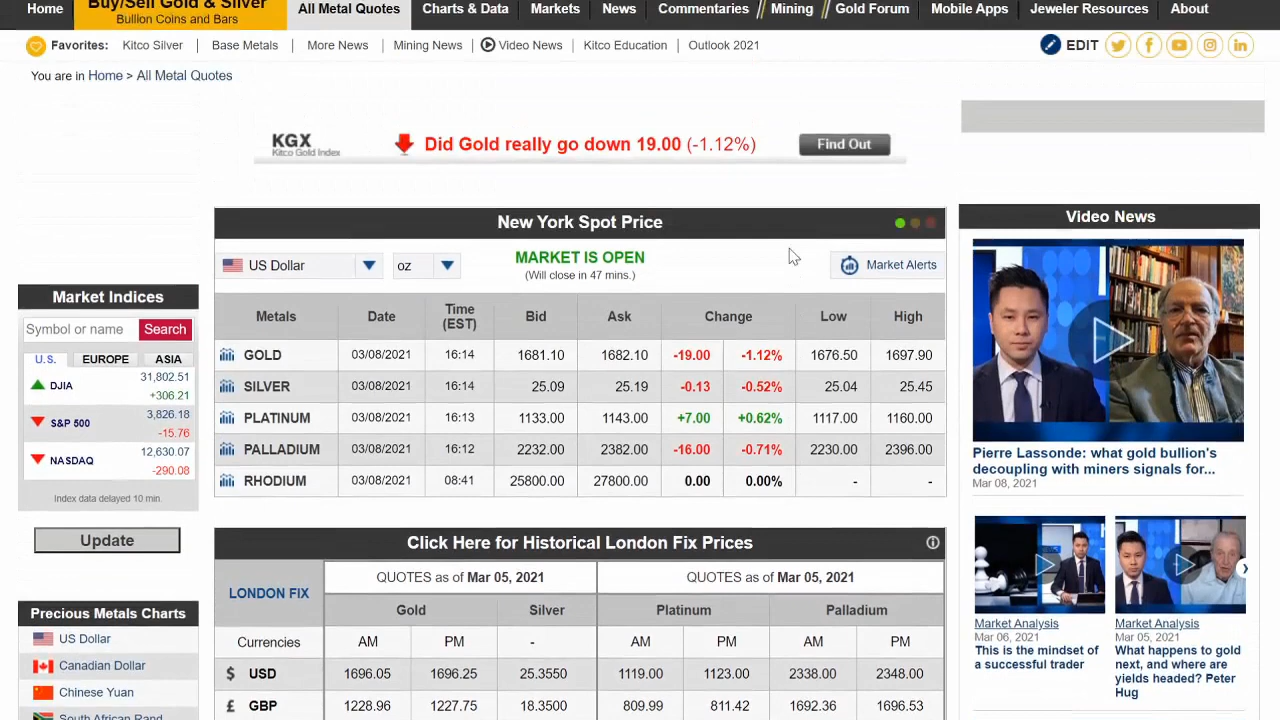 Home
Buy/Sell Gold & Silver
Bullion Coins and Bars
All Metal Quotes
Charts & Data
Markets
News
Commentaries
Mining
Gold Forum
Mobile Apps
Jeweler Resources
About
Favorites:
Kitco Silver
Base Metals
More News
Mining News
Video News
Kitco Education
Outlook 2021
EDIT
You are in Home > All Metal Quotes
KGX
Kitco Gold Index
Did Gold really go down 19.00 (-1.12%)
Find Out
New York Spot Price
US Dollar
oz
MARKET IS OPEN
(Will close in 47 mins.)
Market Alerts
Metals Date Time (EST) Bid Ask Change Low High
GOLD 03/08/2021 16:14 1681.10 1682.10 -19.00 -1.12% 1676.50 1697.90
SILVER 03/08/2021 16:14 25.09 25.19 -0.13 -0.52% 25.04 25.45
PLATINUM 03/08/2021 16:13 1133.00 1143.00 +7.00 +0.62% 1117.00 1160.00
PALLADIUM 03/08/2021 16:12 2232.00 2382.00 -16.00 -0.71% 2230.00 2396.00
RHODIUM 03/08/2021 08:41 25800.00 27800.00 0.00 0.00% - -
Click Here for Historical London Fix Prices
LONDON FIX
QUOTES as of Mar 05, 2021
QUOTES as of Mar 05, 2021
Gold Silver Platinum Palladium
Currencies AM PM - AM PM AM PM
$ USD 1696.05 1696.25 25.3550 1119.00 1123.00 2338.00 2348.00
£ GBP 1228.96 1227.75 18.3500 809.99 811.42 1692.36 1696.53
Market Indices
Symbol or name
Search
U.S. EUROPE ASIA
DJIA 31,802.51
+306.21
S&P 500 3,826.18
-15.76
NASDAQ 12,630.07
-290.08
Index data delayed 10 min.
Update
Precious Metals Charts
US Dollar
Canadian Dollar
Chinese Yuan
South African Rand
Video News
Pierre Lassonde: what gold bullion's
decoupling with miners signals for...
Mar 08, 2021
Market Analysis
Mar 06, 2021
This is the mindset of
a successful trader
Market Analysis
Mar 05, 2021
What happens to gold
next, and where are
yields headed? Peter
Hug